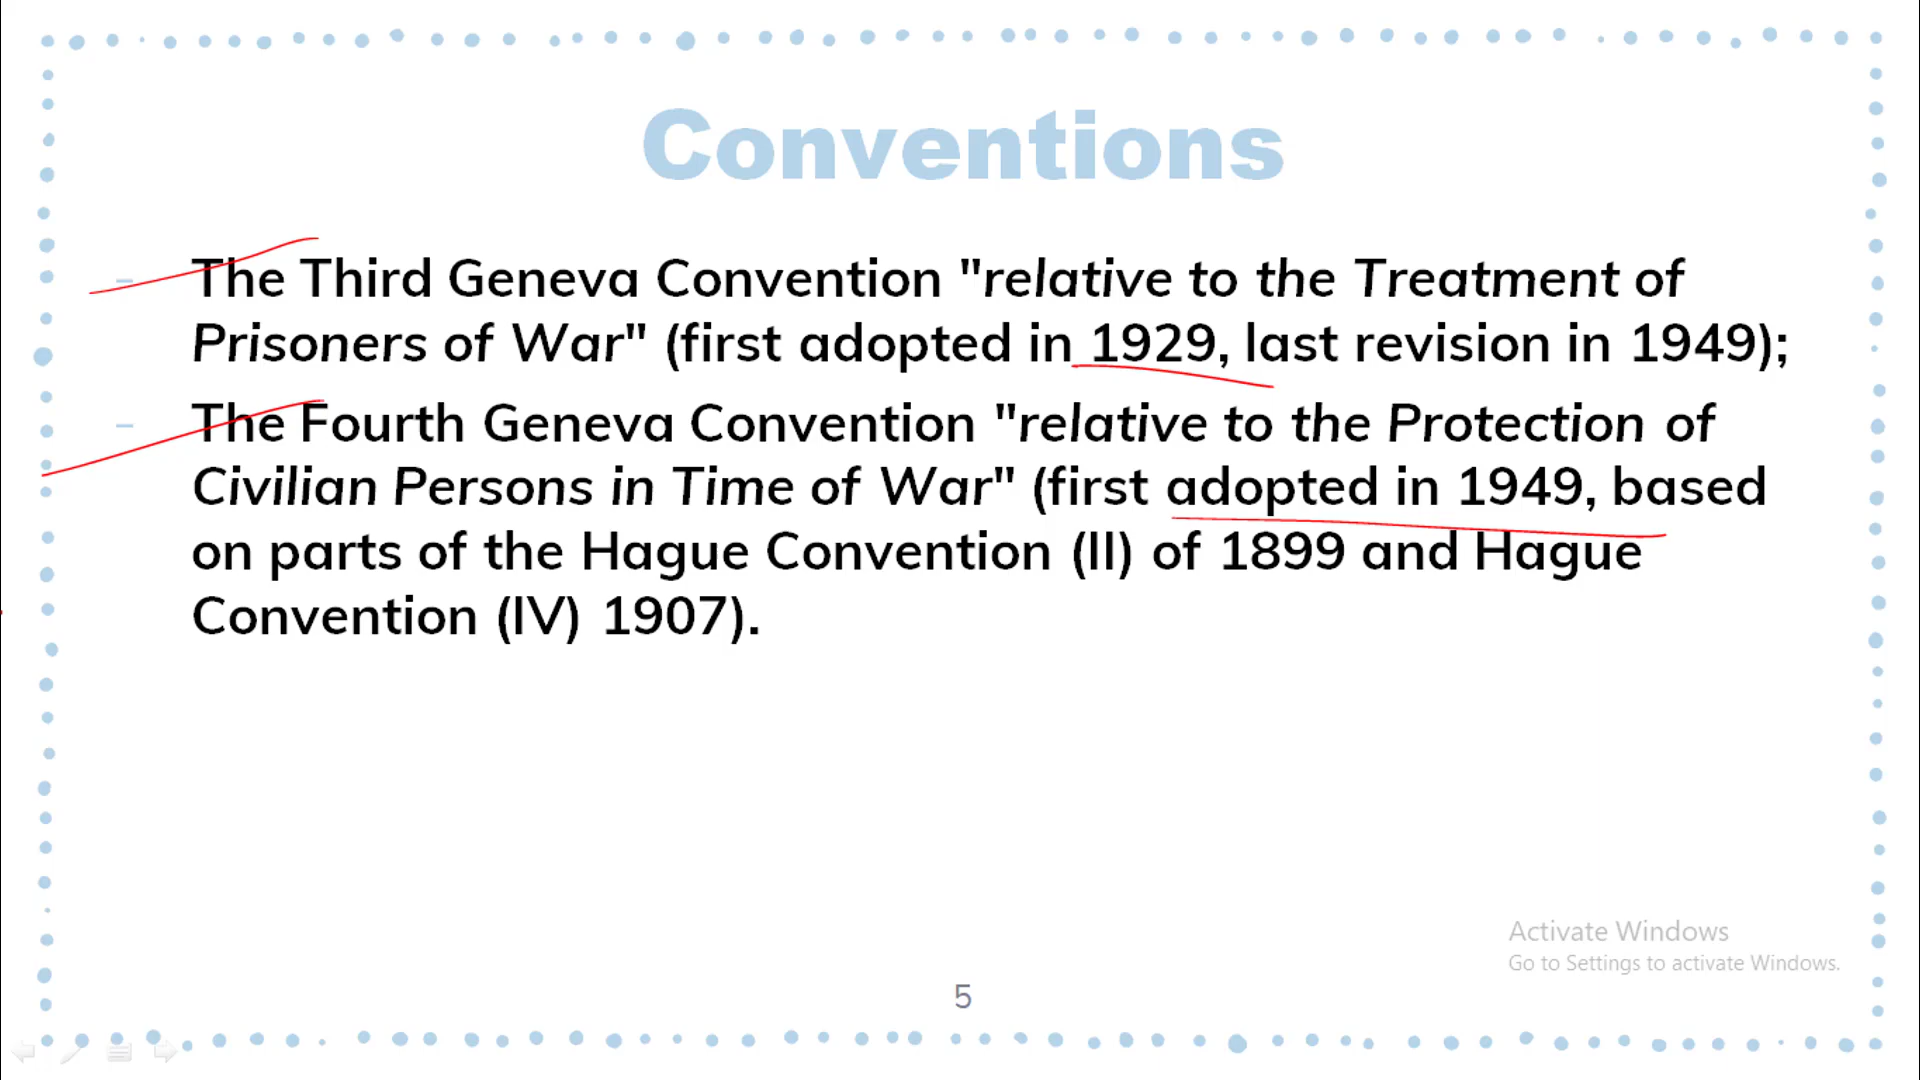 Conventions
– The Third Geneva Convention "relative to the Treatment of
Prisoners of War" (first adopted in 1929, last revision in 1949);
– The Fourth Geneva Convention "relative to the Protection of
Civilian Persons in Time of War" (first adopted in 1949, based
on parts of the Hague Convention (II) of 1899 and Hague
Convention (IV) 1907).
Activate Windows
Go to Settings to activate Windows.
5